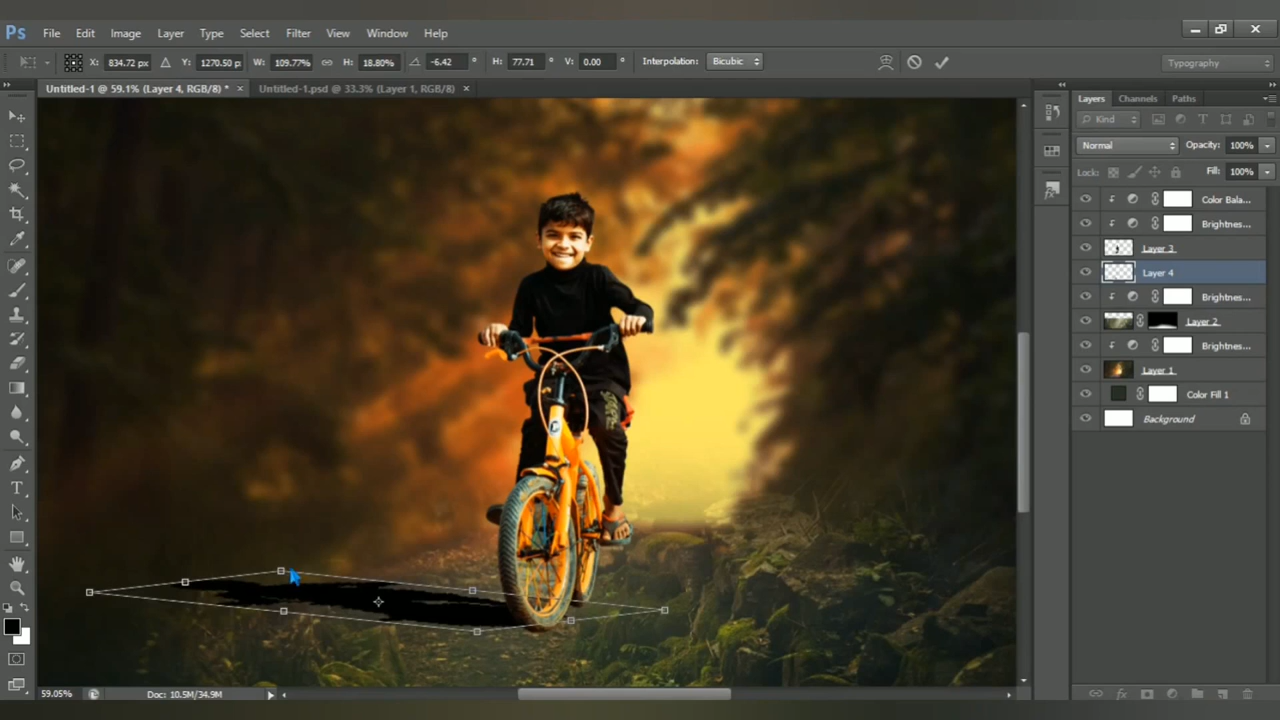 Ps File Edit Image Layer Type Select Filter View Window Help
X: 834.72 px Y: 1270.50 p W: 109.77% H: 18.80% -6.42 ° H: 77.71 ° V: 0.00 ° Interpolation: Bicubic Typography
Untitled-1 @ 59.1% (Layer 4, RGB/8) * × Untitled-1.psd @ 33.3% (Layer 1, RGB/8) ×
Layers Channels Paths
Kind
Normal Opacity: 100%
Lock: Fill: 100%
Color Bala...
Brightnes...
Layer 3
Layer 4
Brightnes...
Layer 2
Brightnes...
Layer 1
Color Fill 1
Background
59.05% Doc: 10.5M/34.9M